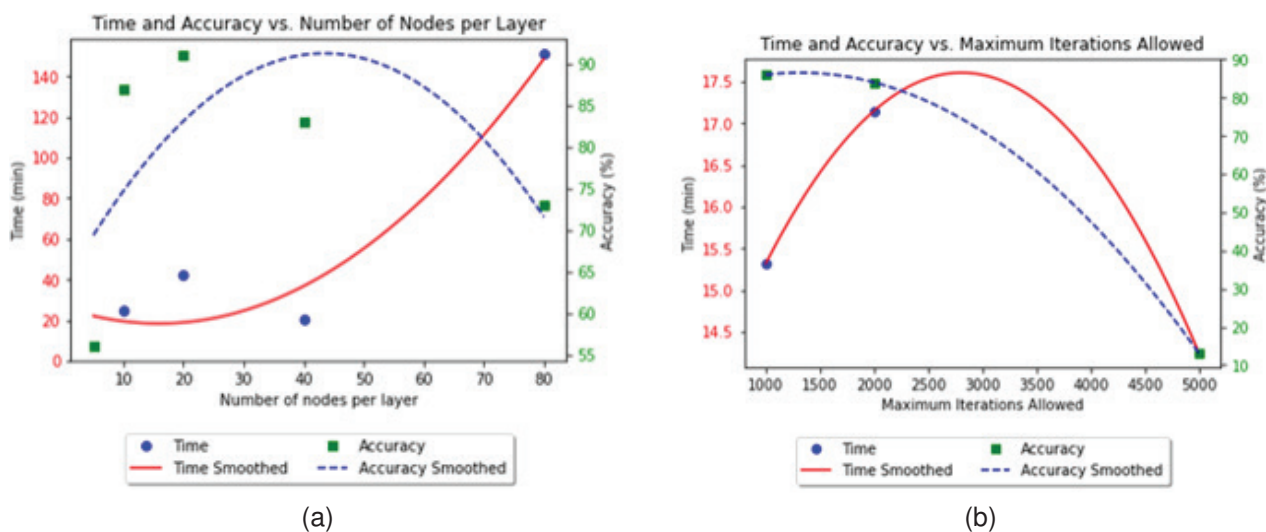 Time and Accuracy vs. Number of Nodes per Layer
140
120
100
80
60
40
20
0
Time (min)
90
85
80
75
70
65
60
55
Accuracy (%)
10 20 30 40 50 60 70 80
Number of nodes per layer
Time Accuracy
Time Smoothed Accuracy Smoothed
(a)
Time and Accuracy vs. Maximum Iterations Allowed
17.5
17.0
16.5
16.0
15.5
15.0
14.5
Time (min)
90
80
70
60
50
40
30
20
10
Accuracy (%)
1000 1500 2000 2500 3000 3500 4000 4500 5000
Maximum Iterations Allowed
Time Accuracy
Time Smoothed Accuracy Smoothed
(b)